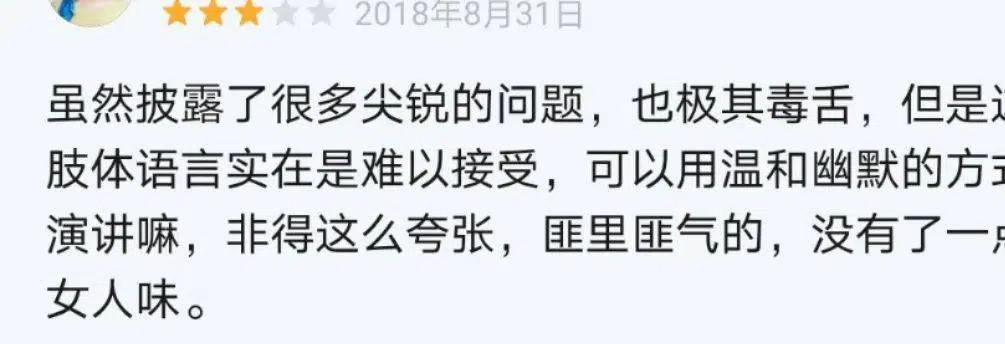 2018年8月31日
虽然披露了很多尖锐的问题，也极其毒舌，但是
肢体语言实在是难以接受，可以用温和幽默的方式
演讲嘛，非得这么夸张，匪里匪气的，没有了一点
女人味。